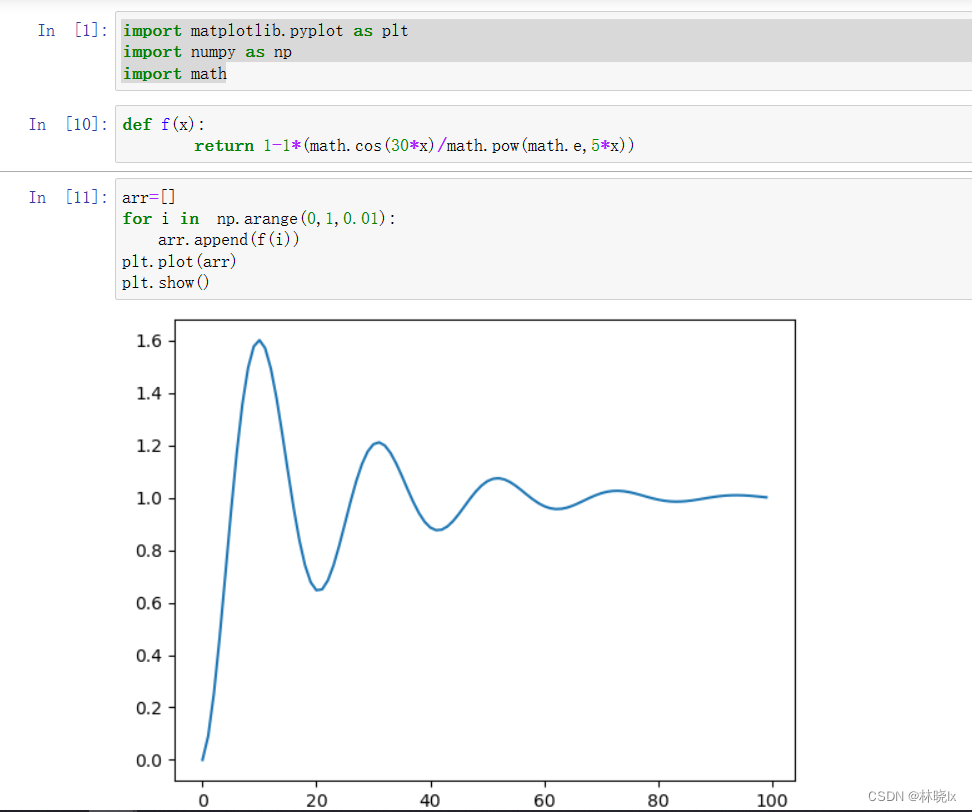 In [1]:
import matplotlib.pyplot as plt
import numpy as np
import math
In [10]:
def f(x):
        return 1-1*(math.cos(30*x)/math.pow(math.e,5*x))
In [11]:
arr=[]
for i in  np.arange(0,1,0.01):
    arr.append(f(i))
plt.plot(arr)
plt.show()
1.6
1.4
1.2
1.0
0.8
0.6
0.4
0.2
0.0
0 20 40 60 80 100
CSDN @林晓lx